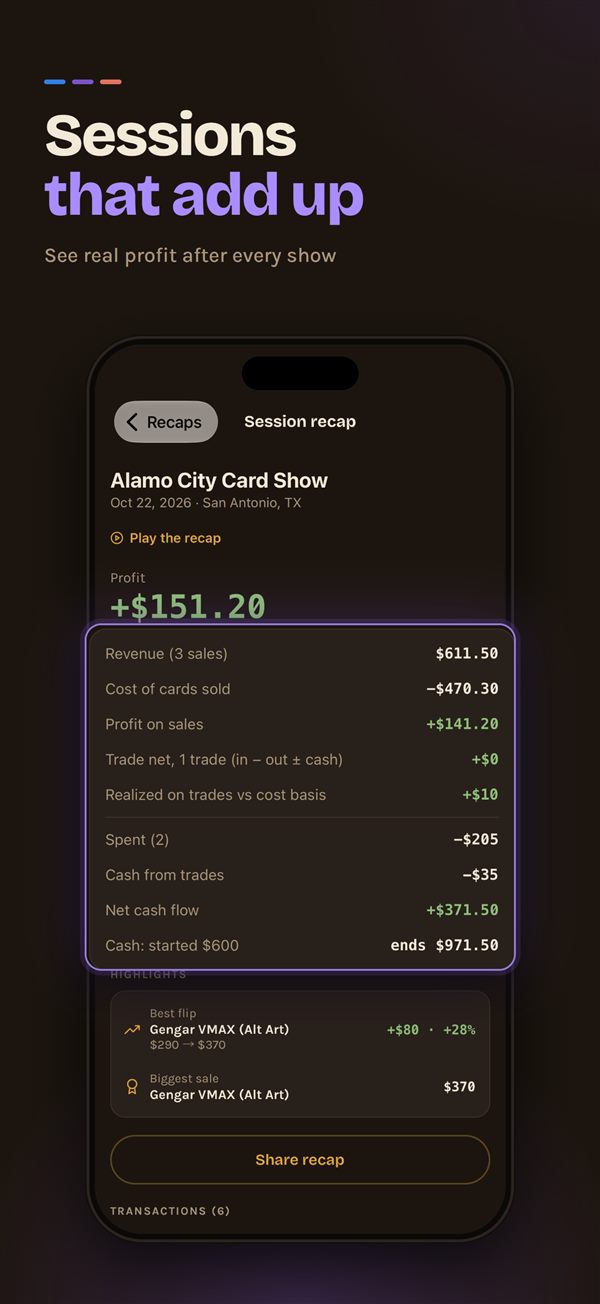 Sessions
that add up
See real profit after every show
Recaps
Session recap
Alamo City Card Show
Oct 22, 2026 · San Antonio, TX
Play the recap
Profit
+$151.20
Revenue (3 sales) $611.50
Cost of cards sold −$470.30
Profit on sales +$141.20
Trade net, 1 trade (in − out ± cash) +$0
Realized on trades vs cost basis +$10
Spent (2) −$205
Cash from trades −$35
Net cash flow +$371.50
Cash: started $600 ends $971.50
HIGHLIGHTS
Best flip
Gengar VMAX (Alt Art) +$80 · +28%
$290 → $370
Biggest sale
Gengar VMAX (Alt Art) $370
Share recap
TRANSACTIONS (6)